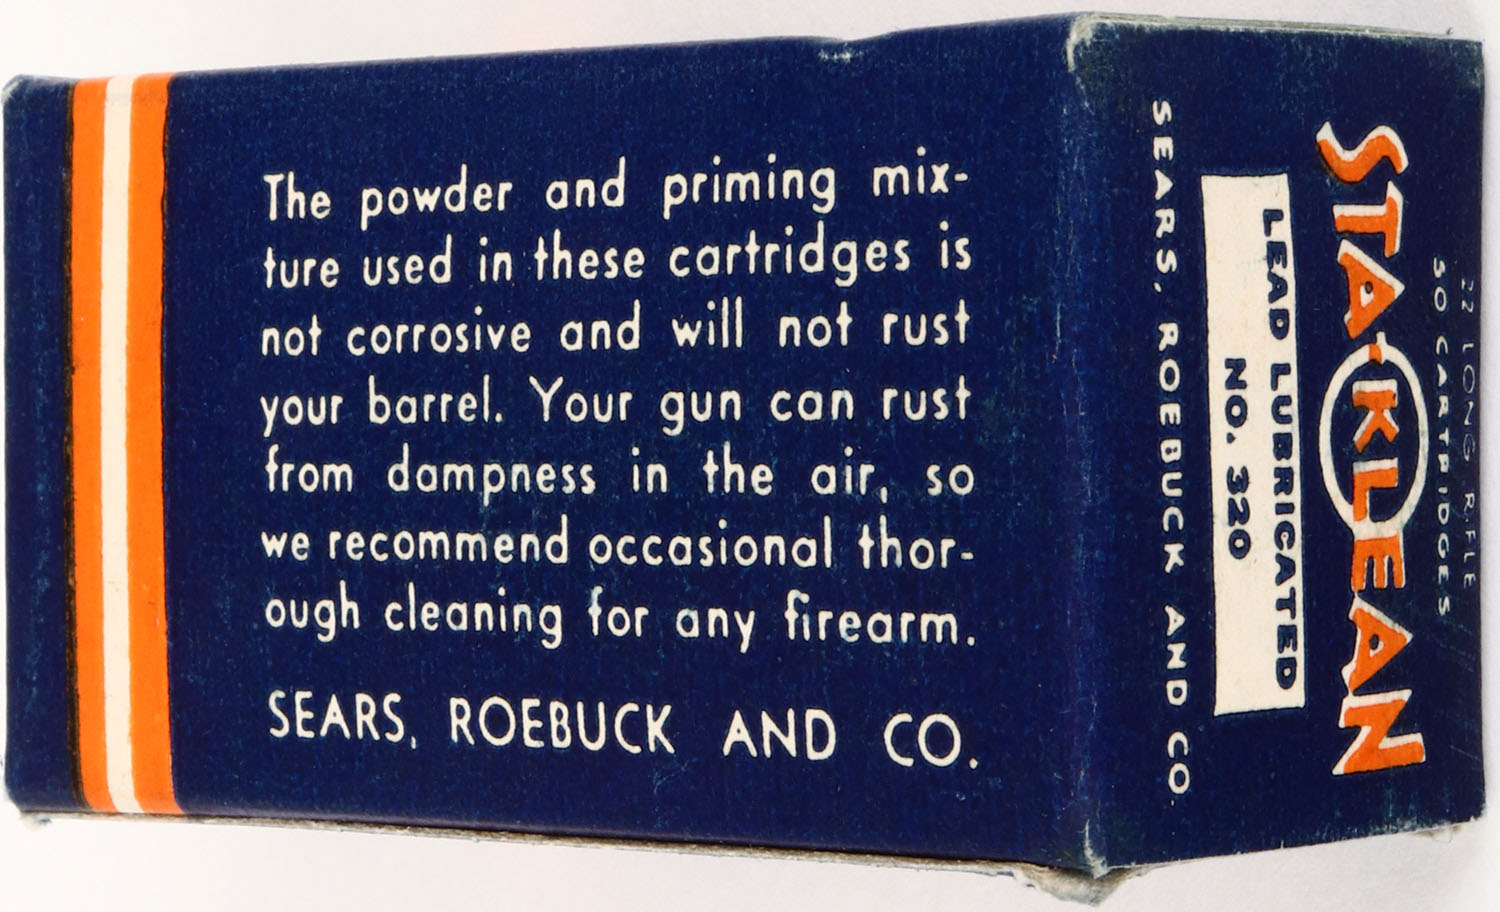 The powder and priming mix-
ture used in these cartridges is
not corrosive and will not rust
your barrel. Your gun can rust
from dampness in the air, so
we recommend occasional thor-
ough cleaning for any firearm.
SEARS, ROEBUCK AND CO.
22 LONG RIFLE
50 CARTRIDGES
STA-KLEAN
LEAD LUBRICATED
NO. 320
SEARS, ROEBUCK AND CO.